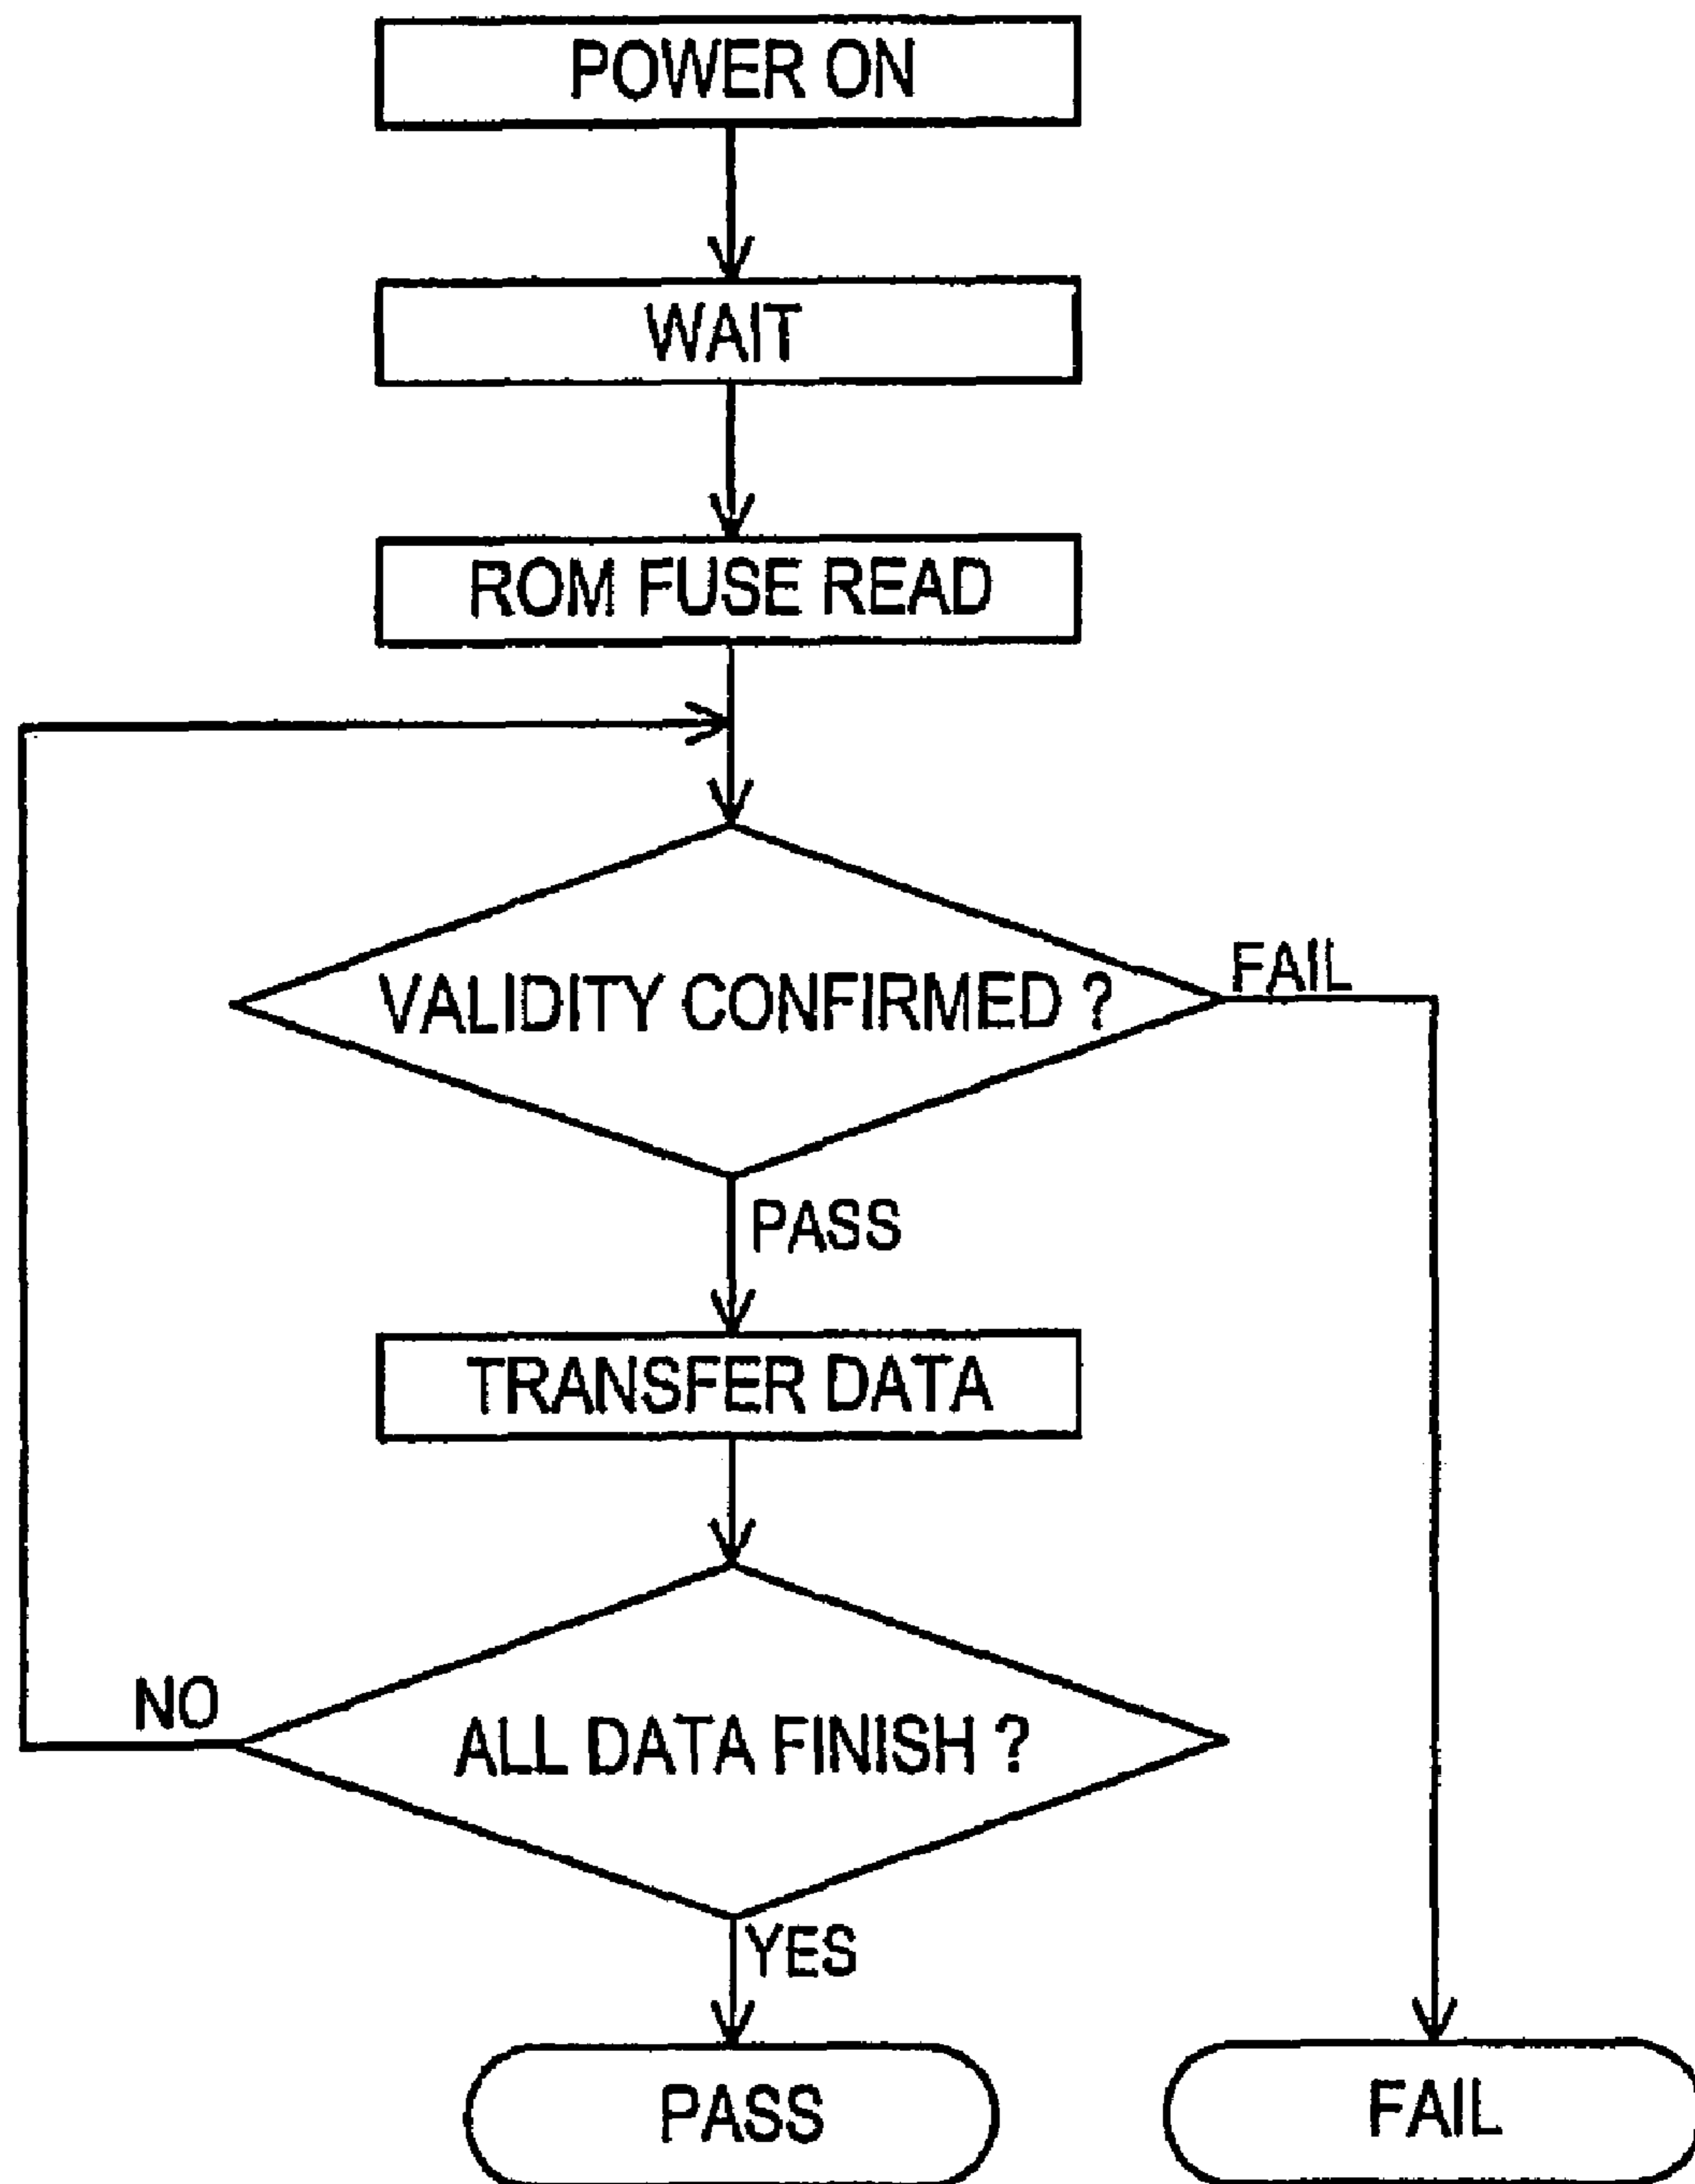 POWER ON
WAIT
ROM FUSE READ
VALIDITY CONFIRMED ?
FAIL
PASS
TRANSFER DATA
ALL DATA FINISH ?
NO
YES
PASS
FAIL